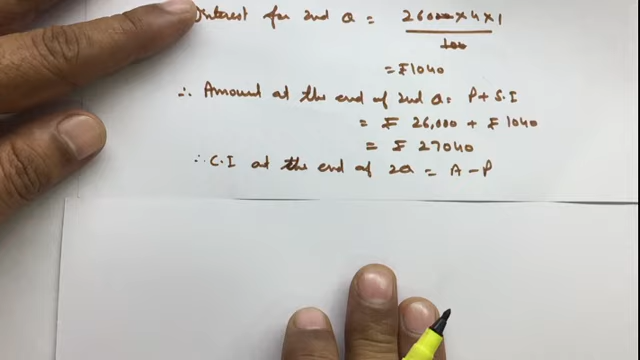 Interest for 2nd Q = 26000 × 4 × 1
100
= ₹1040
∴ Amount at the end of 2nd Q = P + S.I
= ₹ 26,000 + ₹ 1040
= ₹ 27040
∴ C.I at the end of 2Q = A - P